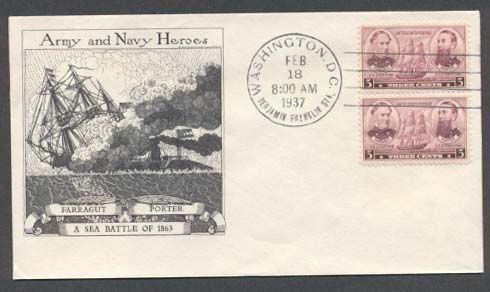 Army and Navy Heroes
FARRAGUT PORTER
A SEA BATTLE OF 1863
WASHINGTON, D.C.
FEB
18
8:00 AM
1937
BENJAMIN FRANKLIN STA.
3 THREE CENTS 3
3 THREE CENTS 3